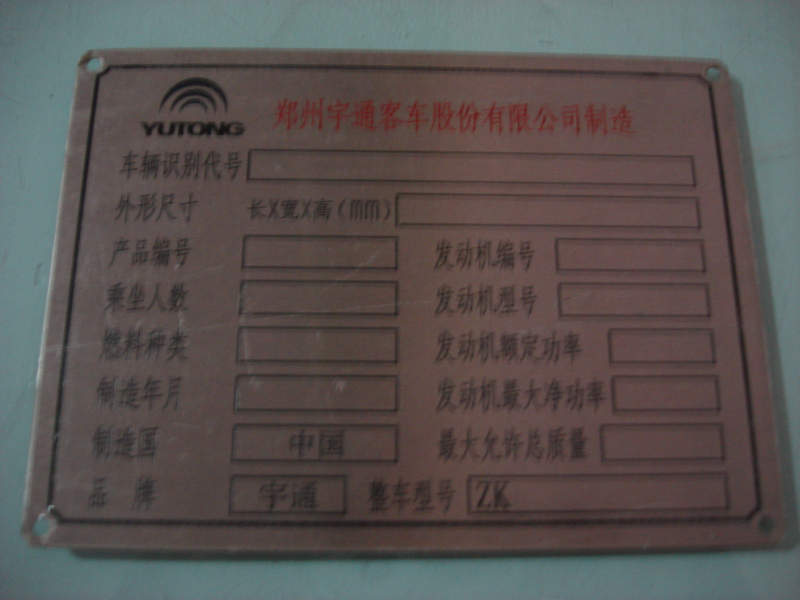 YUTONG
郑州宇通客车股份有限公司制造
车辆识别代号
外形尺寸 长X宽X高(mm)
产品编号 发动机编号
乘坐人数 发动机型号
燃料种类 发动机额定功率
制造年月 发动机最大净功率
制造国 中国 最大允许总质量
品牌 宇通 整车型号 ZK